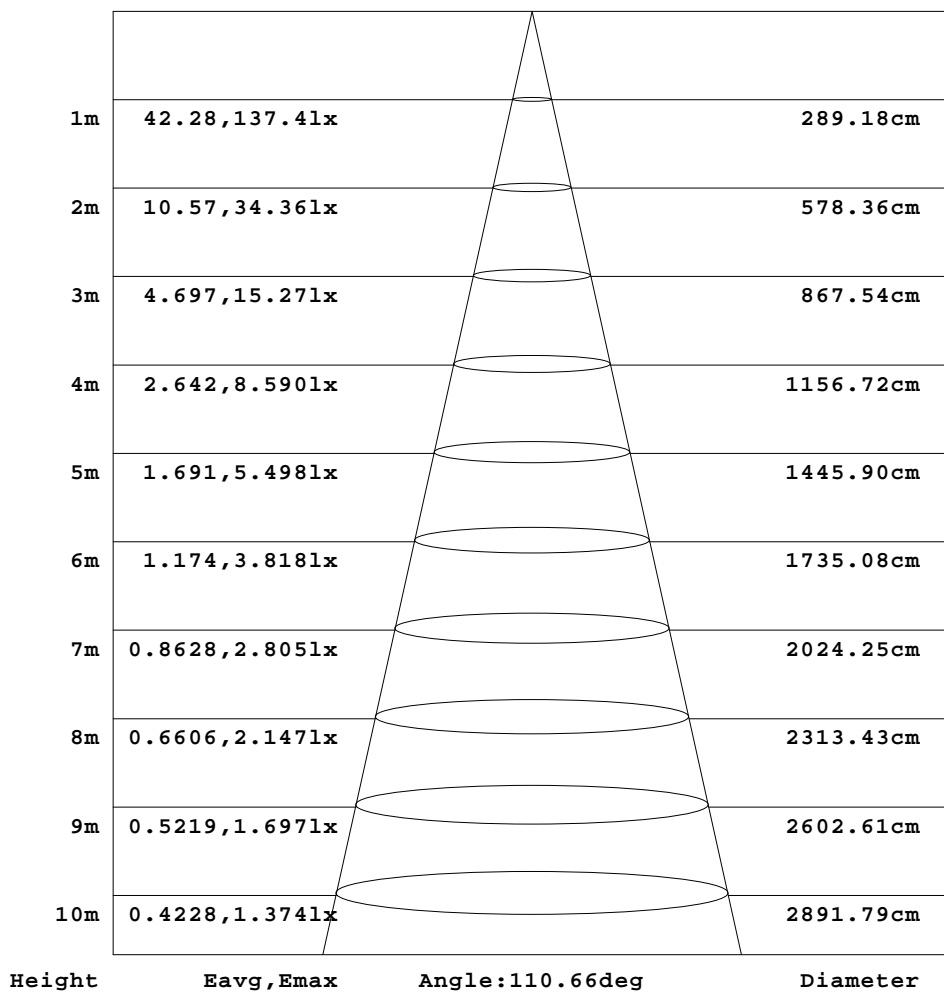 1m 42.28,137.4lx 289.18cm
2m 10.57,34.36lx 578.36cm
3m 4.697,15.27lx 867.54cm
4m 2.642,8.590lx 1156.72cm
5m 1.691,5.498lx 1445.90cm
6m 1.174,3.818lx 1735.08cm
7m 0.8628,2.805lx 2024.25cm
8m 0.6606,2.147lx 2313.43cm
9m 0.5219,1.697lx 2602.61cm
10m 0.4228,1.374lx 2891.79cm
Height Eavg,Emax Angle:110.66deg Diameter